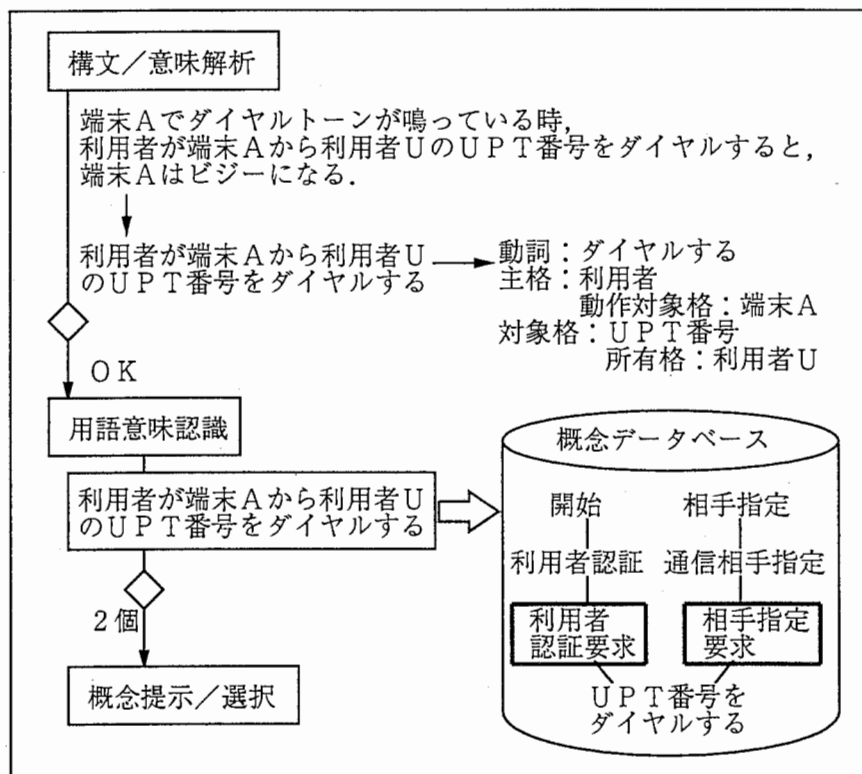 構文／意味解析
端末Ａでダイヤルトーンが鳴っている時，
利用者が端末Ａから利用者ＵのＵＰＴ番号をダイヤルすると，
端末Ａはビジーになる．
利用者が端末Ａから利用者Ｕ
のＵＰＴ番号をダイヤルする
動詞：ダイヤルする
主格：利用者
動作対象格：端末Ａ
対象格：ＵＰＴ番号
所有格：利用者Ｕ
ＯＫ
用語意味認識
利用者が端末Ａから利用者Ｕ
のＵＰＴ番号をダイヤルする
２個
概念提示／選択
概念データベース
開始
相手指定
利用者認証
通信相手指定
利用者
認証要求
相手指定
要求
ＵＰＴ番号を
ダイヤルする